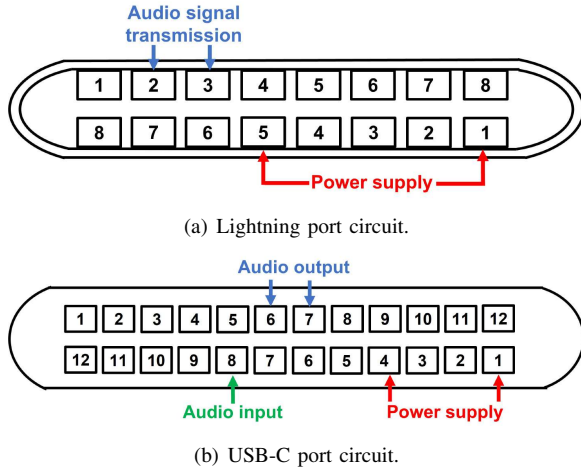 Audio signal
transmission
1 2 3 4 5 6 7 8
8 7 6 5 4 3 2 1
Power supply
(a) Lightning port circuit.
Audio output
1 2 3 4 5 6 7 8 9 10 11 12
12 11 10 9 8 7 6 5 4 3 2 1
Audio input Power supply
(b) USB-C port circuit.